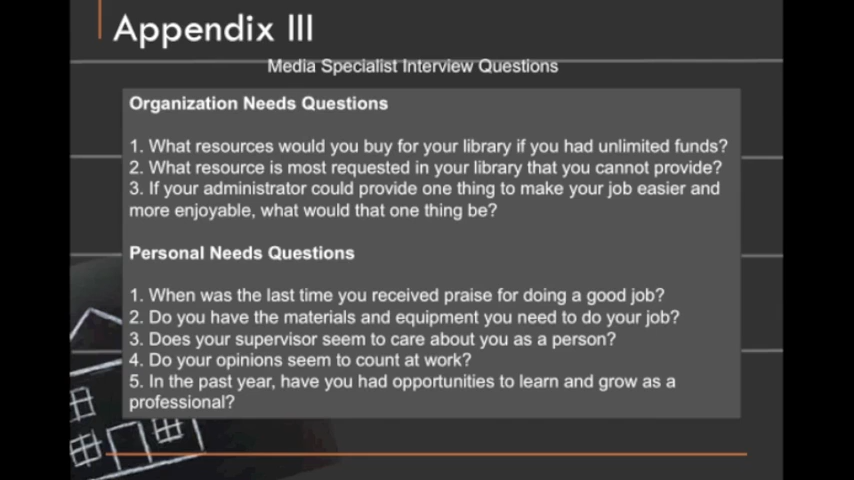 Appendix III
Media Specialist Interview Questions
Organization Needs Questions
1. What resources would you buy for your library if you had unlimited funds?
2. What resource is most requested in your library that you cannot provide?
3. If your administrator could provide one thing to make your job easier and
more enjoyable, what would that one thing be?
Personal Needs Questions
1. When was the last time you received praise for doing a good job?
2. Do you have the materials and equipment you need to do your job?
3. Does your supervisor seem to care about you as a person?
4. Do your opinions seem to count at work?
5. In the past year, have you had opportunities to learn and grow as a
professional?